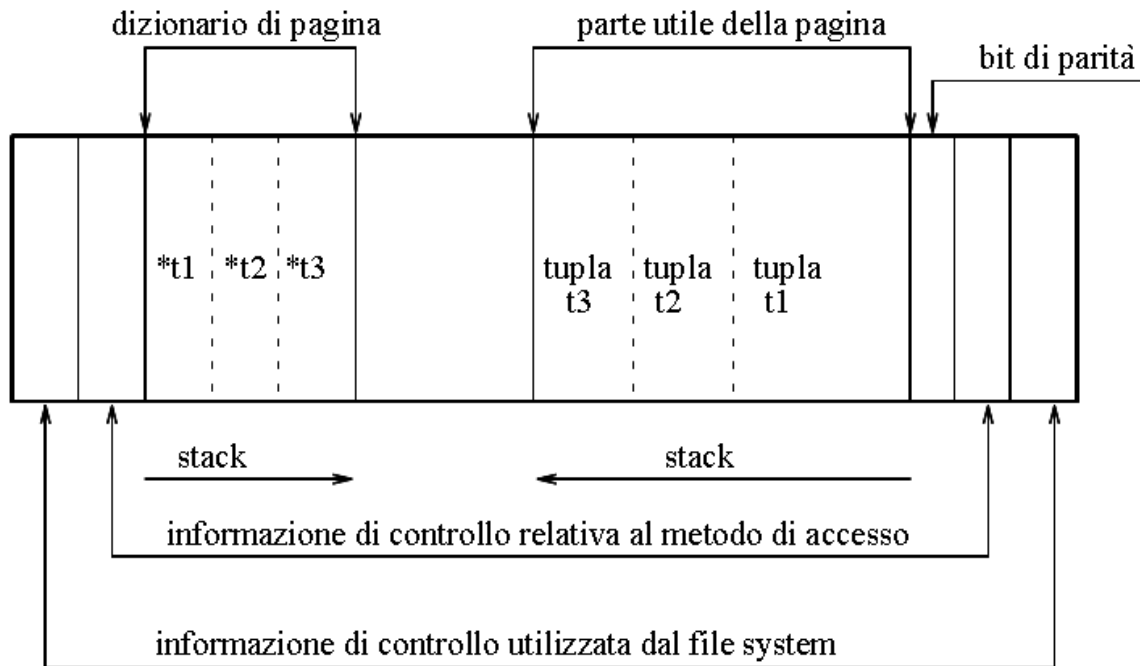 dizionario di pagina
parte utile della pagina
bit di parità
*t1 *t2 *t3
tupla tupla tupla
t3 t2 t1
stack
stack
informazione di controllo relativa al metodo di accesso
informazione di controllo utilizzata dal file system